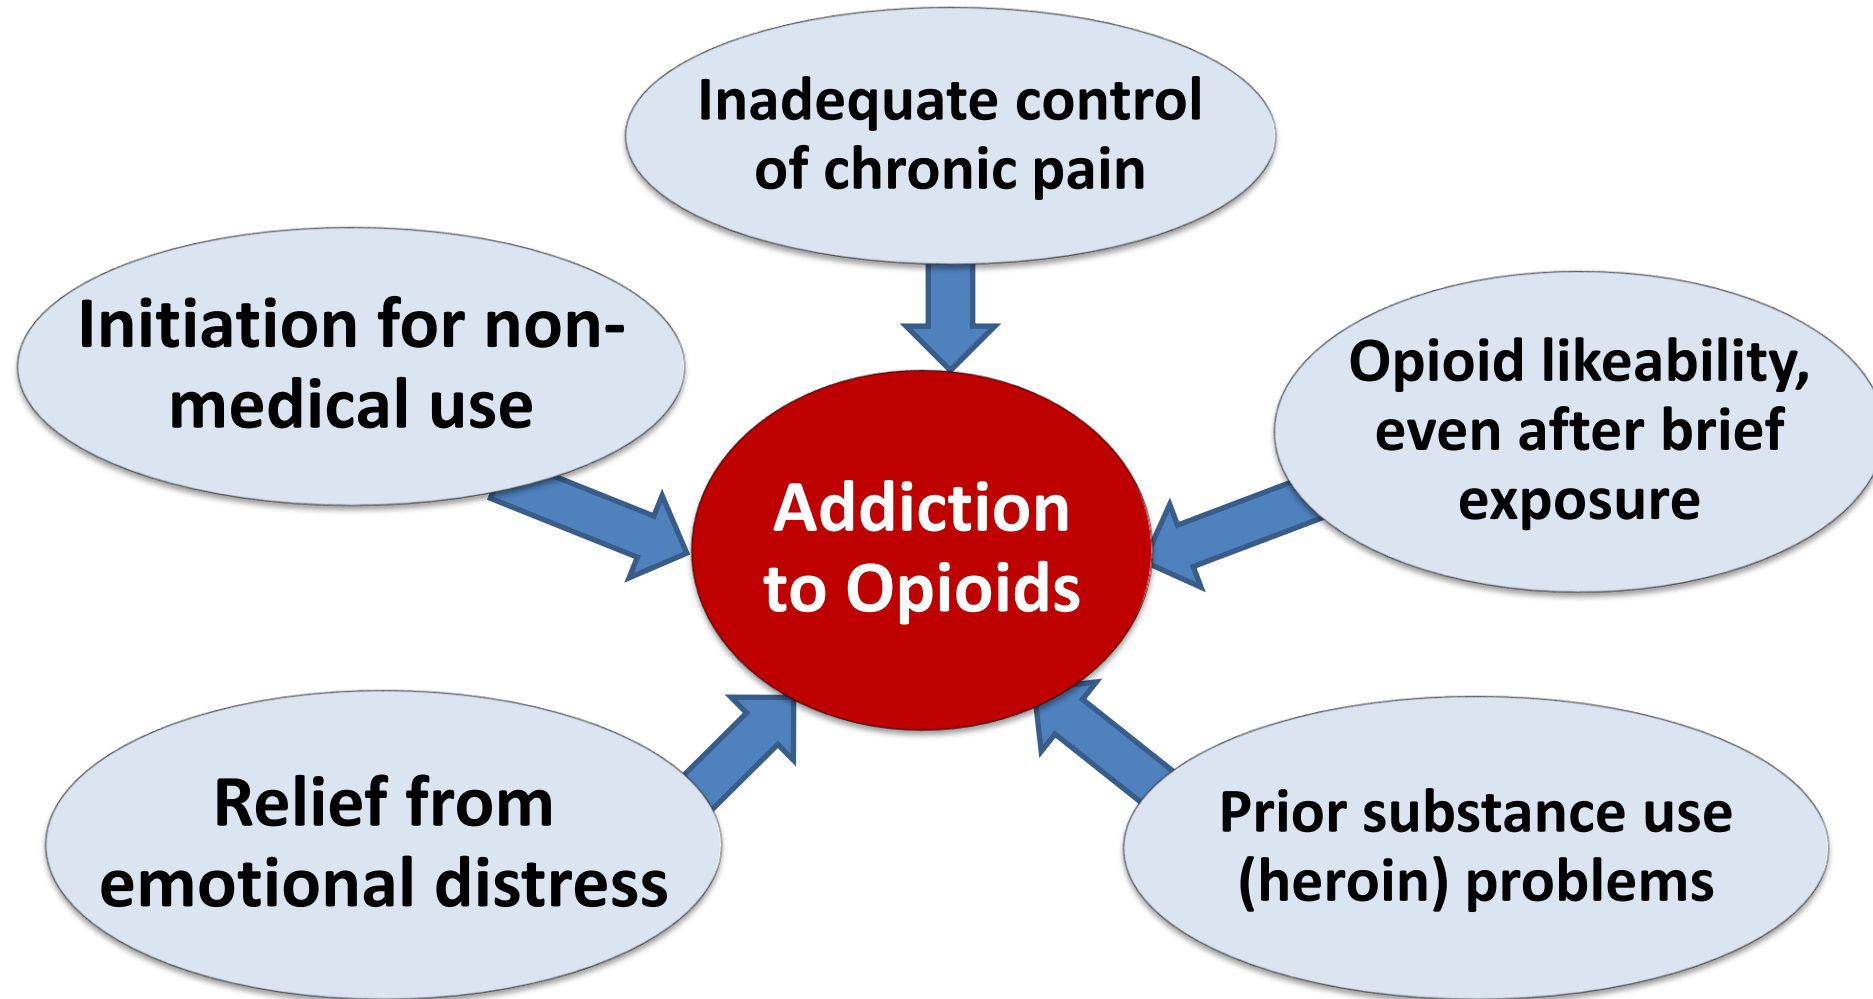 Inadequate control
of chronic pain
Initiation for non-
medical use
Opioid likeability,
even after brief
exposure
Addiction
to Opioids
Relief from
emotional distress
Prior substance use
(heroin) problems